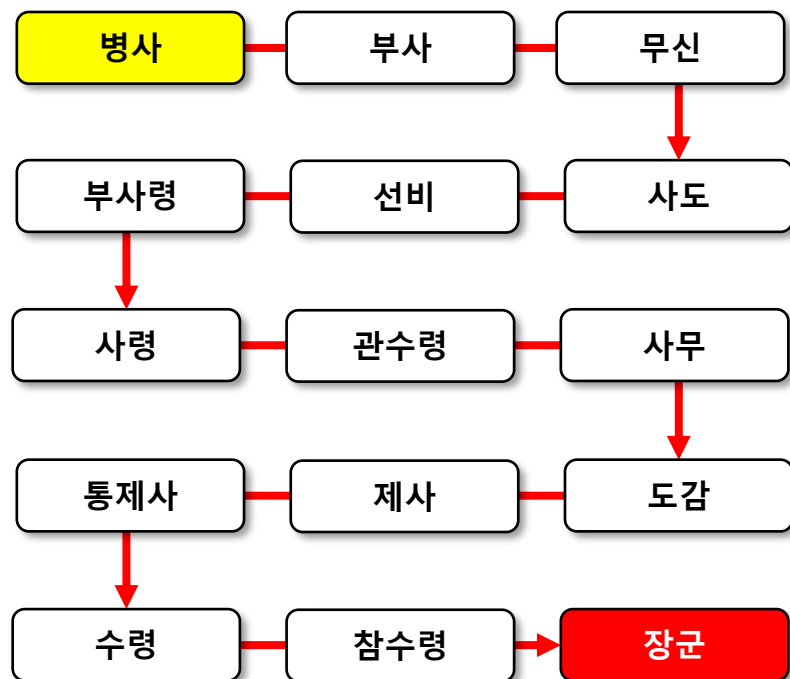 병사 부사 무신
부사령 선비 사도
사령 관수령 사무
통제사 제사 도감
수령 참수령 장군